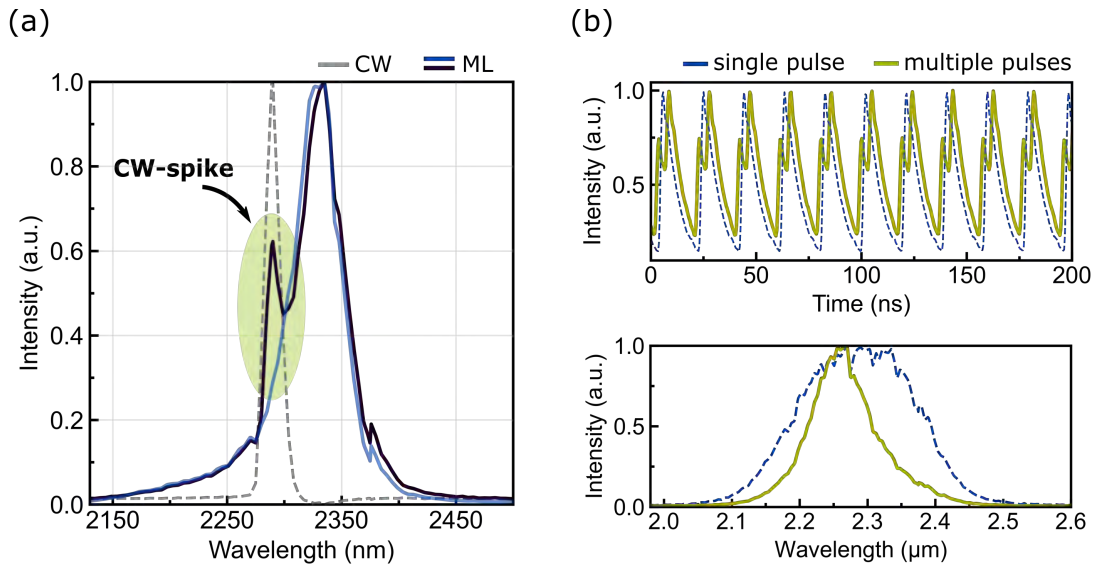 (a)
CW ML
Intensity (a.u.)
1.0
0.8
0.6
0.4
0.2
0.0
CW-spike
2150 2250 2350 2450
Wavelength (nm)
(b)
single pulse multiple pulses
Intensity (a.u.)
1.0
0.5
0 50 100 150 200
Time (ns)
Intensity (a.u.)
1.0
0.5
0.0
2.0 2.1 2.2 2.3 2.4 2.5 2.6
Wavelength (μm)